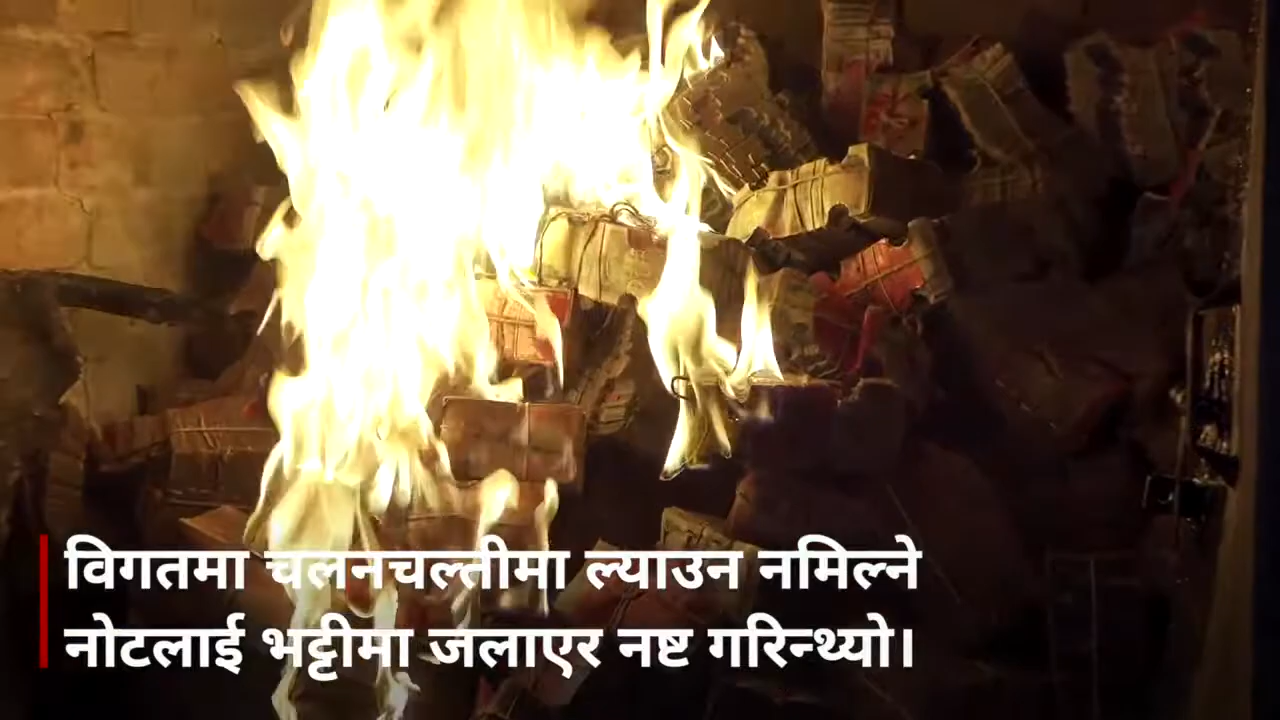 विगतमा चलनचल्तीमा ल्याउन नमिल्ने
नोटलाई भट्टीमा जलाएर नष्ट गरिन्थ्यो।